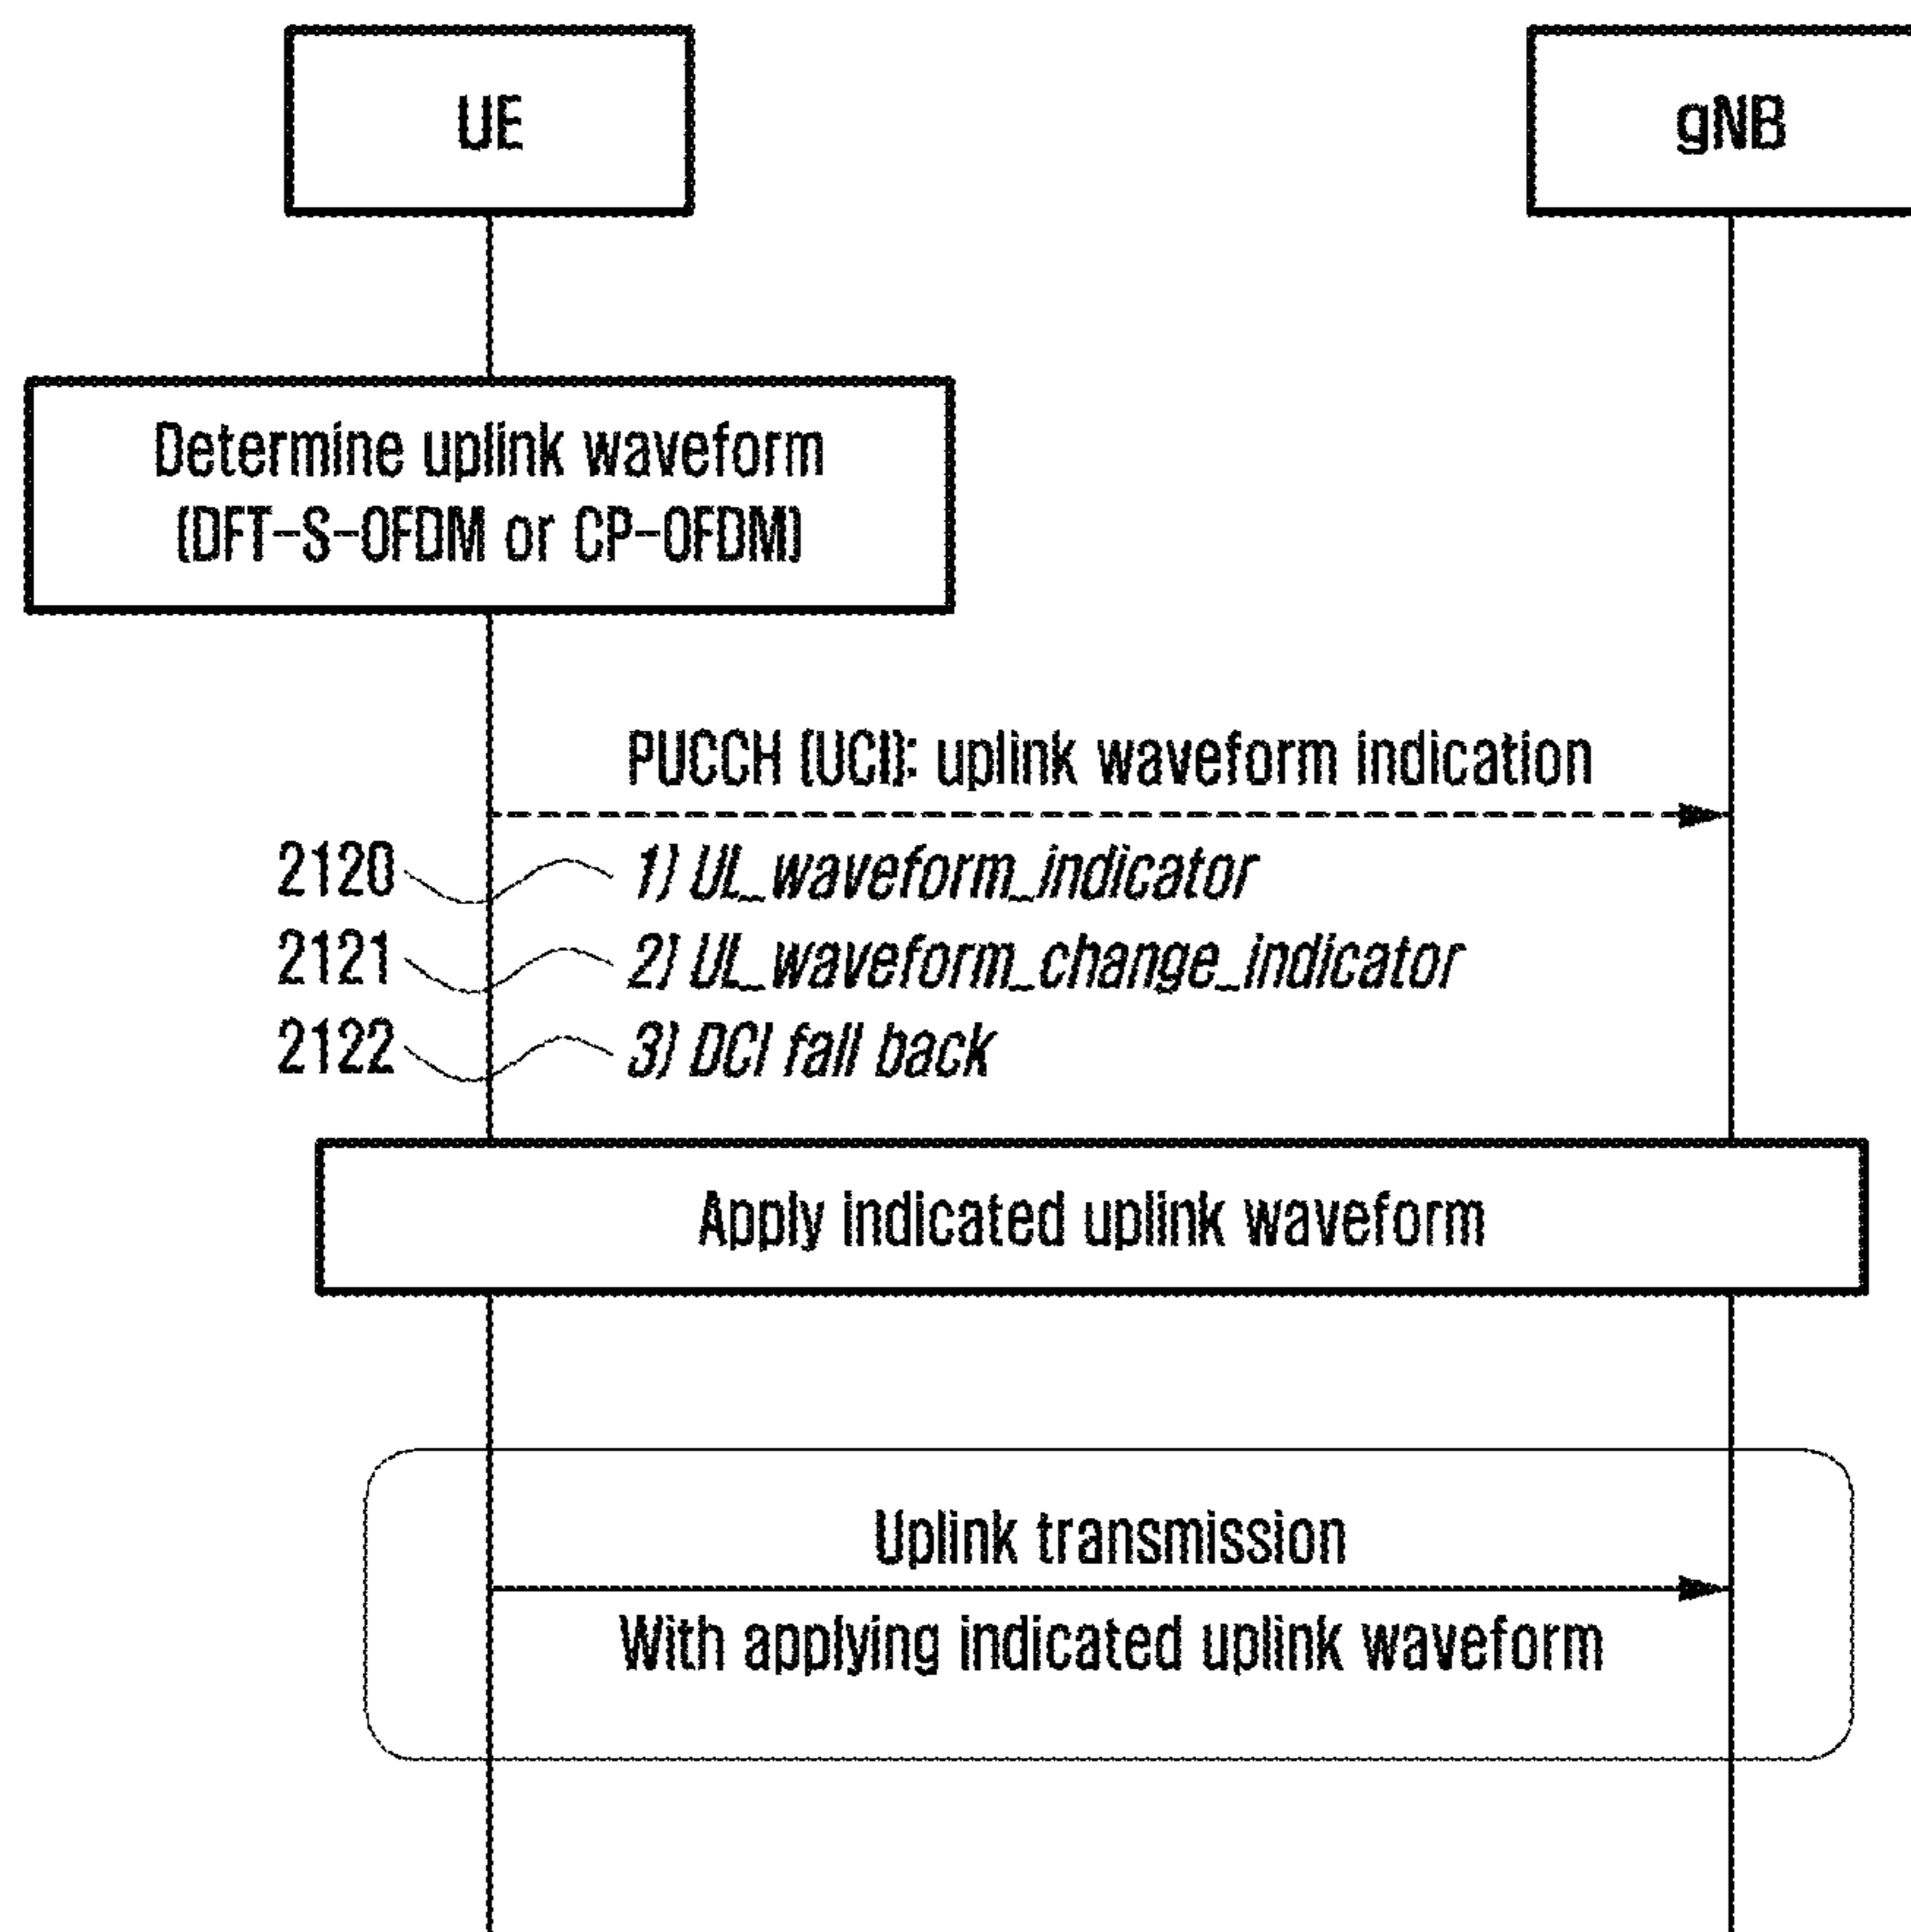 UE
gNB
Determine uplink waveform
(DFT-S-OFDM or CP-OFDM)
PUCCH (UCI): uplink waveform indication
2120 1) UL_waveform_indicator
2121 2) UL_waveform_change_indicator
2122 3) DCI fall back
Apply indicated uplink waveform
Uplink transmission
With applying indicated uplink waveform